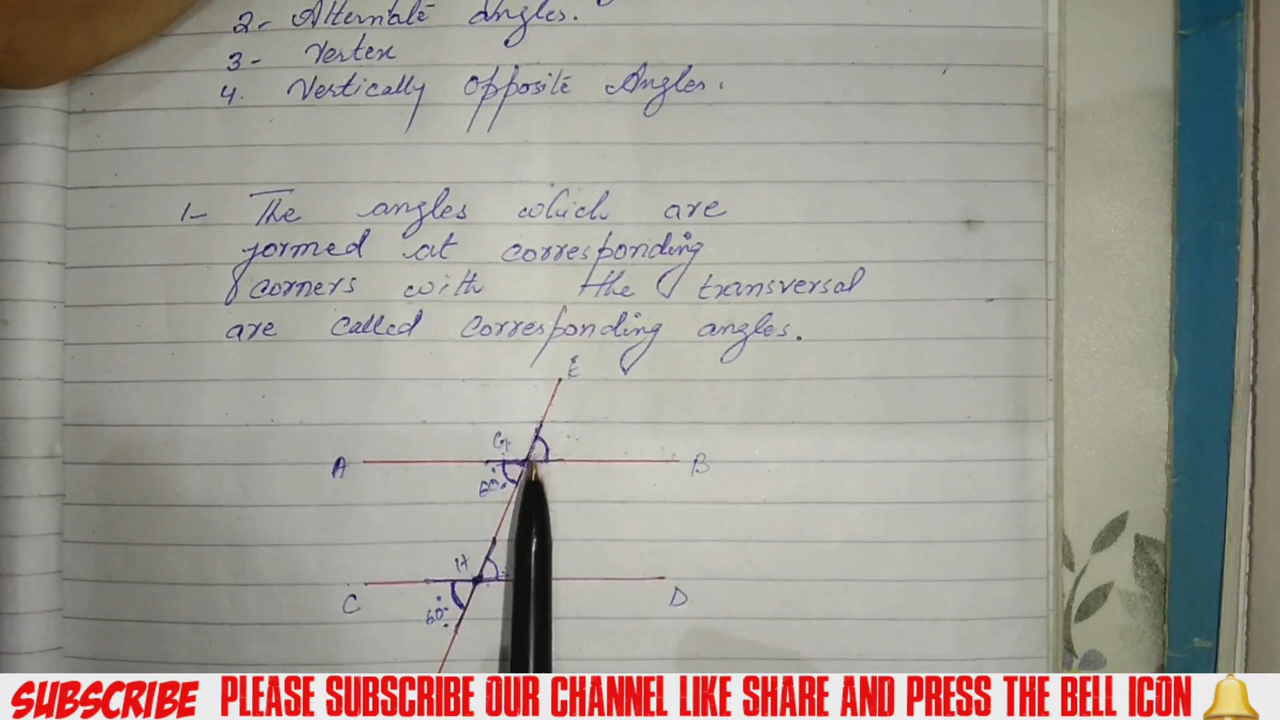 2- Alternate Angles.
3- Vertex
4. Vertically Opposite Angles.
1- The angles which are
formed at corresponding
corners with the transversal
are called corresponding angles.
E
G
A
B
60°
H
C
D
60°
SUBSCRIBE PLEASE SUBSCRIBE OUR CHANNEL LIKE SHARE AND PRESS THE BELL ICON